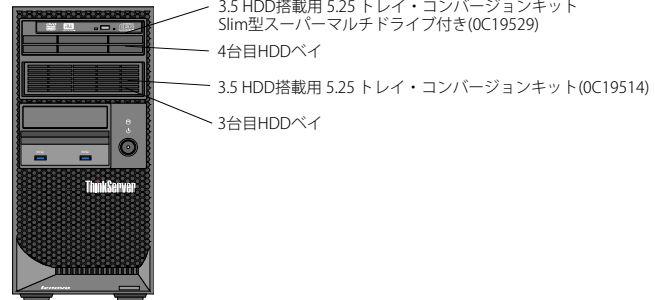 3.5 HDD搭載用 5.25 トレイ・コンバージョンキット
Slim型スーパーマルチドライブ付き(0C19529)
4台目HDDベイ
3.5 HDD搭載用 5.25 トレイ・コンバージョンキット(0C19514)
3台目HDDベイ
ThinkServer
lenovo